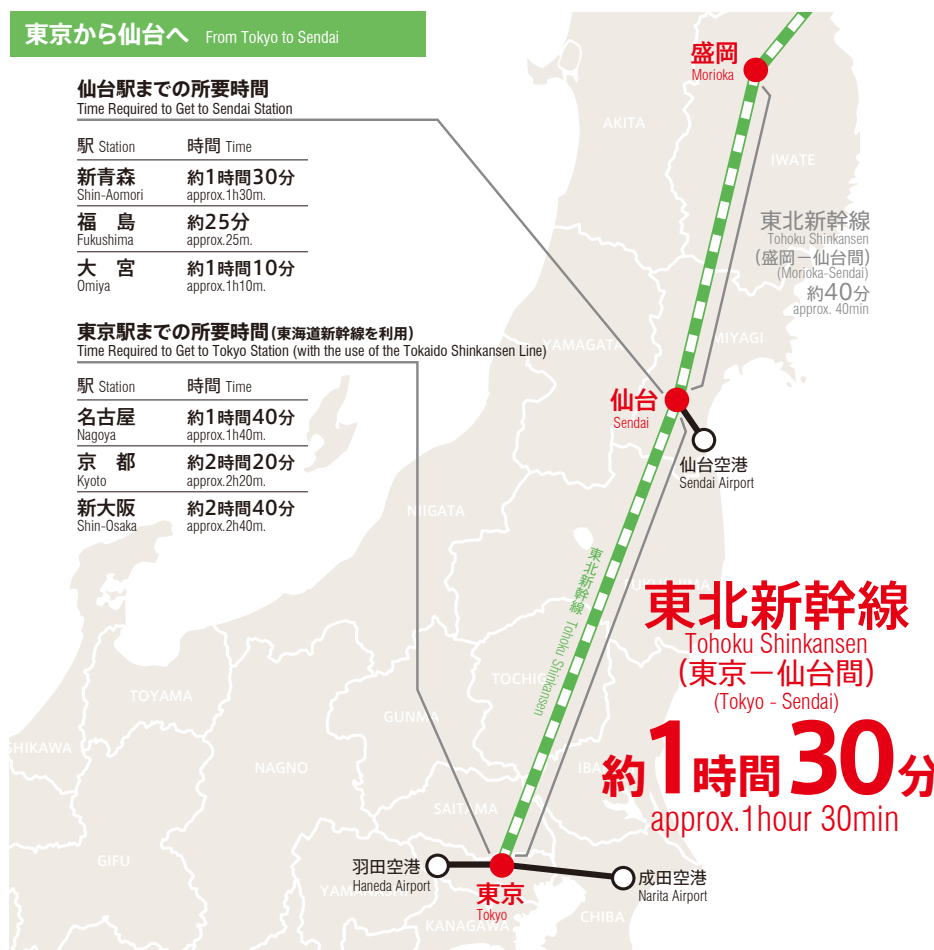 東京から仙台へ From Tokyo to Sendai
仙台駅までの所要時間
Time Required to Get to Sendai Station
駅 Station 時間 Time
新青森 約1時間30分
Shin-Aomori approx.1h30m.
福　島 約25分
Fukushima approx.25m.
大　宮 約1時間10分
Omiya approx.1h10m.
東京駅までの所要時間(東海道新幹線を利用)
Time Required to Get to Tokyo Station (with the use of the Tokaido Shinkansen Line)
駅 Station 時間 Time
名古屋 約1時間40分
Nagoya approx.1h40m.
京　都 約2時間20分
Kyoto approx.2h20m.
新大阪 約2時間40分
Shin-Osaka approx.2h40m.
盛岡
Morioka
AKITA
IWATE
東北新幹線
Tohoku Shinkansen
(盛岡－仙台間)
(Morioka-Sendai)
約40分
approx. 40min
YAMAGATA
MIYAGI
仙台
Sendai
仙台空港
Sendai Airport
NIIGATA
東北新幹線 Tohoku Shinkansen
FUKUSHIMA
東北新幹線
Tohoku Shinkansen
(東京－仙台間)
(Tokyo - Sendai)
約1時間30分
approx.1hour 30min
TOCHIG
TOYAMA
GUNMA
SHIKAWA
NAGNO
IBA
SAITAMA
GIFU
羽田空港
Haneda Airport
成田空港
Narita Airport
東京
Tokyo
YAMANA
KANAGAWA
CHIBA